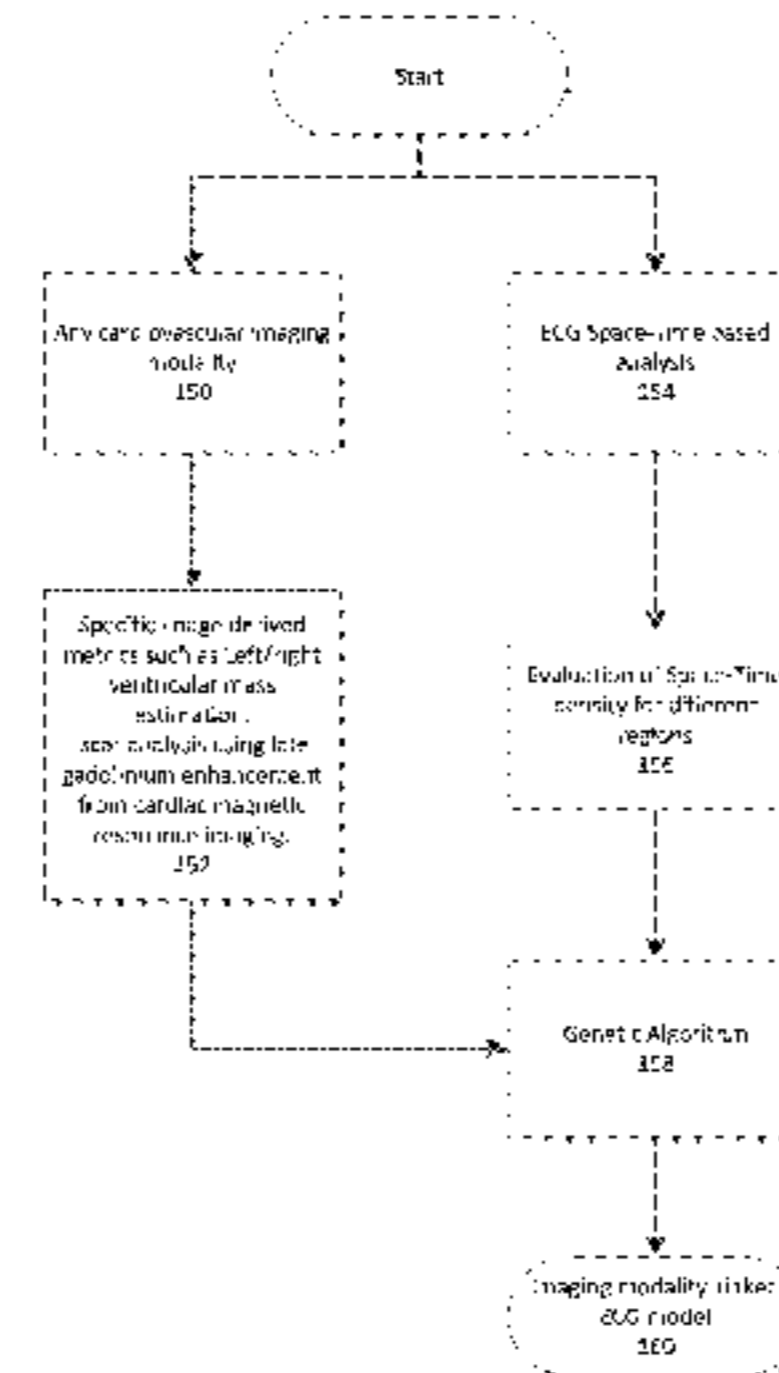 Start
Any cardiovascular imaging
modality
150
ECG Space-Time based
analysis
154
Specific image derived
metrics such as Left/right
ventricular mass
estimation,
scar analysis using late
gadolinium enhancement
from cardiac magnetic
resonance imaging.
152
Evaluation of Space-Time
density for different
regions
156
Genetic Algorithm
158
Imaging modality Linked
ECG model
160